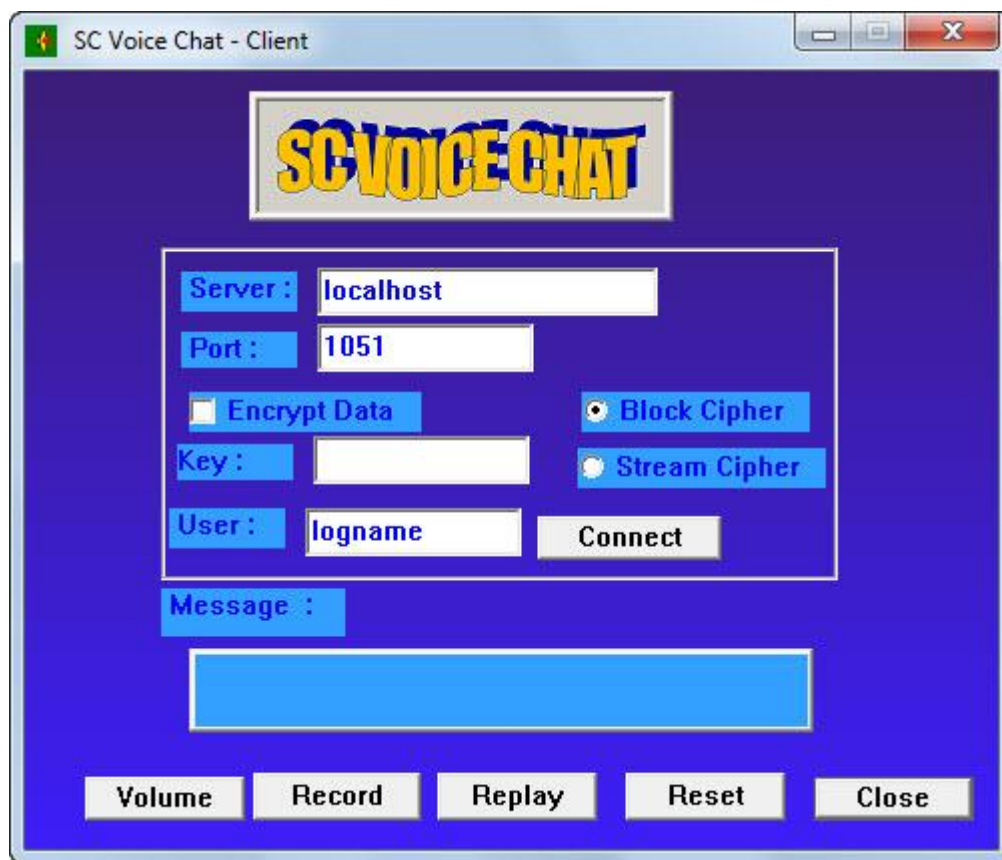 SC Voice Chat - Client
SC VOICE CHAT
Server :
localhost
Port :
1051
Encrypt Data
Block Cipher
Key :
Stream Cipher
User :
logname
Connect
Message :
Volume
Record
Replay
Reset
Close